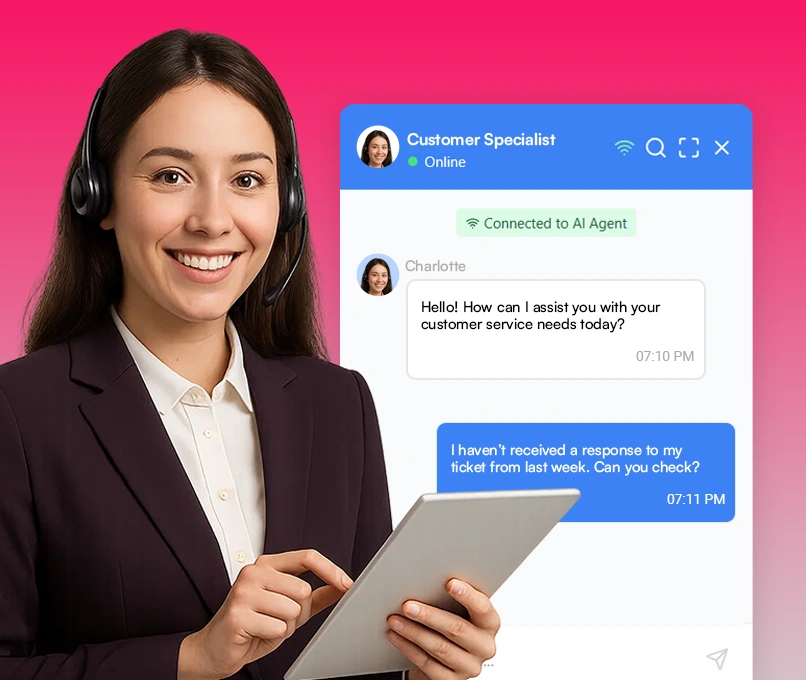 Customer Specialist
Online
Connected to AI Agent
Charlotte
Hello! How can I assist you with your
customer service needs today?
07:10 PM
I haven't received a response to my
ticket from last week. Can you check?
07:11 PM
...